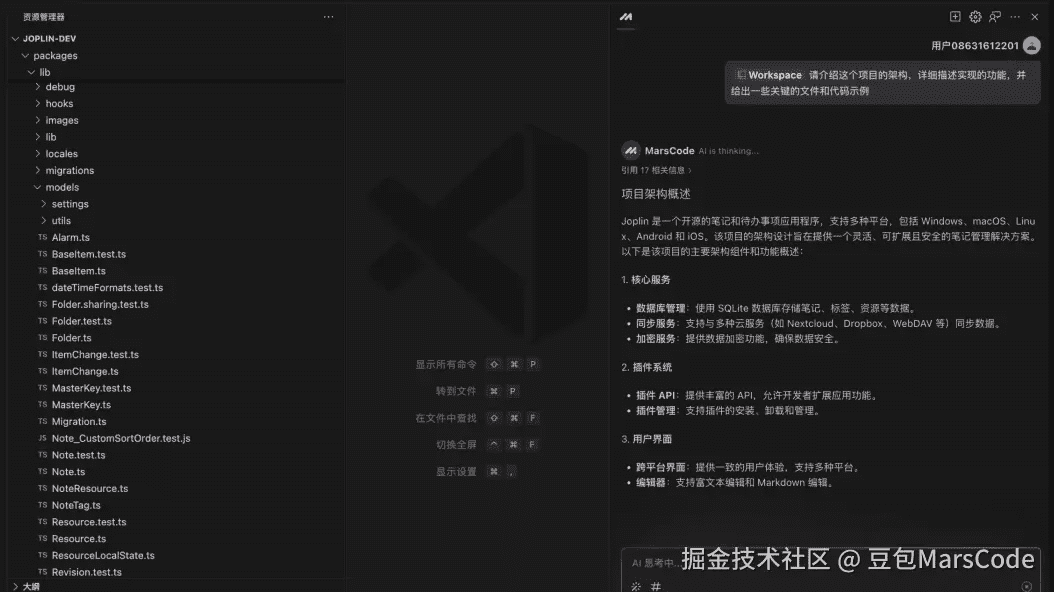 资源管理器
JOPLIN-DEV
packages
lib
debug
hooks
images
lib
locales
migrations
models
settings
utils
TS Alarm.ts
TS BaseItem.test.ts
TS BaseItem.ts
TS dateTimeFormats.test.ts
TS Folder.sharing.test.ts
TS Folder.test.ts
TS Folder.ts
TS ItemChange.test.ts
TS ItemChange.ts
TS MasterKey.test.ts
TS MasterKey.ts
TS Migration.ts
JS Note_CustomSortOrder.test.js
TS Note.test.ts
TS Note.ts
TS NoteResource.ts
TS NoteTag.ts
TS Resource.test.ts
TS Resource.ts
TS ResourceLocalState.ts
TS Revision.test.ts
大纲
显示所有命令 ⇧ ⌘ P
转到文件 ⌘ P
在文件中查找 ⇧ ⌘ F
切换全屏 ^ ⌘ F
显示设置 ⌘ ,
用户08631612201
Workspace 请介绍这个项目的架构，详细描述实现的功能，并
给出一些关键的文件和代码示例
MarsCode AI is thinking...
引用 17 相关信息 >
项目架构概述
Joplin 是一个开源的笔记和待办事项应用程序，支持多种平台，包括 Windows、macOS、Linu
x、Android 和 iOS。该项目的架构设计旨在提供一个灵活、可扩展且安全的笔记管理解决方案。
以下是该项目的主要架构组件和功能概述：
1. 核心服务
• 数据库管理：使用 SQLite 数据库存储笔记、标签、资源等数据。
• 同步服务：支持与多种云服务（如 Nextcloud、Dropbox、WebDAV 等）同步数据。
• 加密服务：提供数据加密功能，确保数据安全。
2. 插件系统
• 插件 API：提供丰富的 API，允许开发者扩展应用功能。
• 插件管理：支持插件的安装、卸载和管理。
3. 用户界面
• 跨平台界面：提供一致的用户体验，支持多种平台。
• 编辑器：支持富文本编辑和 Markdown 编辑。
AI 思考中...
#
掘金技术社区 @ 豆包MarsCode